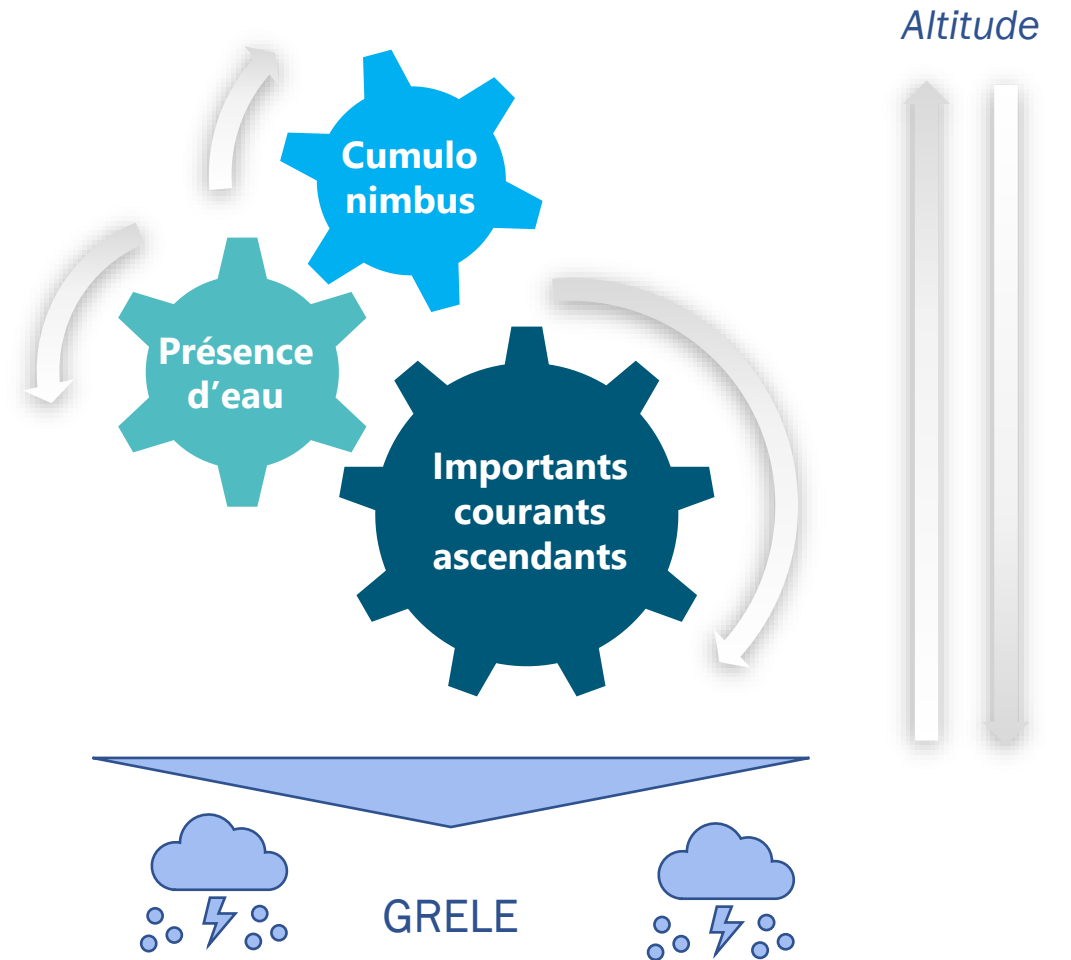 Altitude
Cumulo
nimbus
Présence
d’eau
Importants
courants
ascendants
GRELE